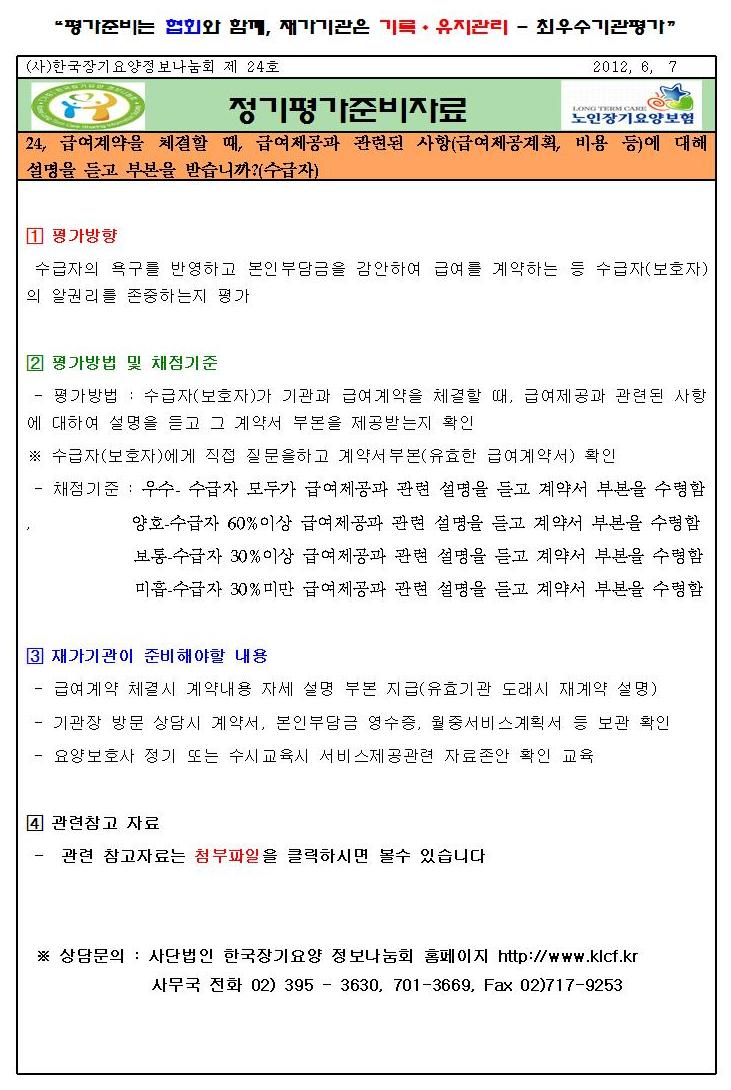 “평가준비는 협회와 함께, 재가기관은 기록·유지관리 - 최우수기관평가”
(사)한국장기요양정보나눔회 제 24호 2012, 6, 7
정기평가준비자료
LONG TERM CARE
노인장기요양보험
24, 급여계약을 체결할 때, 급여제공과 관련된 사항(급여제공계획, 비용 등)에 대해
설명을 듣고 부본을 받습니까?(수급자)
1 평가방향
수급자의 욕구를 반영하고 본인부담금을 감안하여 급여를 계약하는 등 수급자(보호자)
의 알권리를 존중하는지 평가
2 평가방법 및 채점기준
- 평가방법 : 수급자(보호자)가 기관과 급여계약을 체결할 때, 급여제공과 관련된 사항
에 대하여 설명을 듣고 그 계약서 부본을 제공받는지 확인
※ 수급자(보호자)에게 직접 질문을하고 계약서부본(유효한 급여계약서) 확인
- 채점기준 : 우수- 수급자 모두가 급여제공과 관련 설명을 듣고 계약서 부본을 수령함
, 양호-수급자 60%이상 급여제공과 관련 설명을 듣고 계약서 부본을 수령함
보통-수급자 30%이상 급여제공과 관련 설명을 듣고 계약서 부본을 수령함
미흡-수급자 30%미만 급여제공과 관련 설명을 듣고 계약서 부본을 수령함
3 재가기관이 준비해야할 내용
- 급여계약 체결시 계약내용 자세 설명 부본 지급(유효기관 도래시 재계약 설명)
- 기관장 방문 상담시 계약서, 본인부담금 영수증, 월중서비스계획서 등 보관 확인
- 요양보호사 정기 또는 수시교육시 서비스제공관련 자료존안 확인 교육
4 관련참고 자료
- 관련 참고자료는 첨부파일을 클릭하시면 볼수 있습니다
※ 상담문의 : 사단법인 한국장기요양 정보나눔회 홈페이지 http://www.klcf.kr
사무국 전화 02) 395 - 3630, 701-3669, Fax 02)717-9253